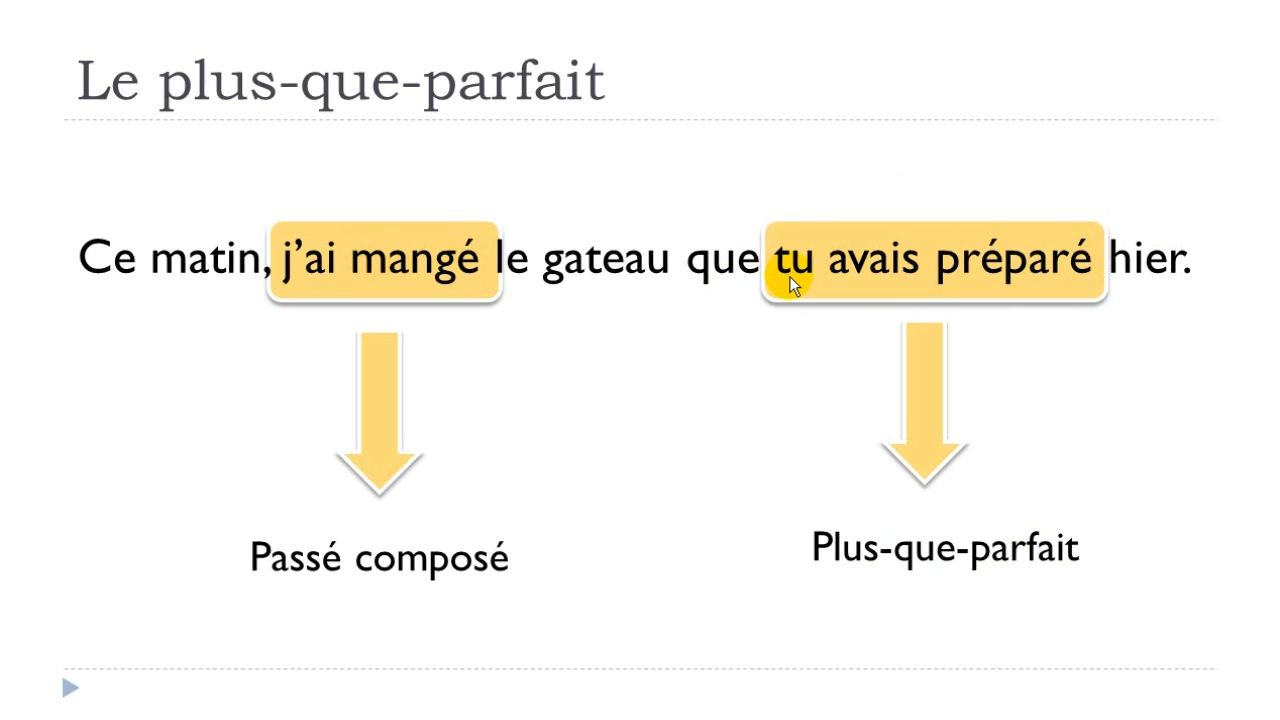 Le plus-que-parfait
Ce matin, j’ai mangé le gateau que tu avais préparé hier.
Passé composé
Plus-que-parfait